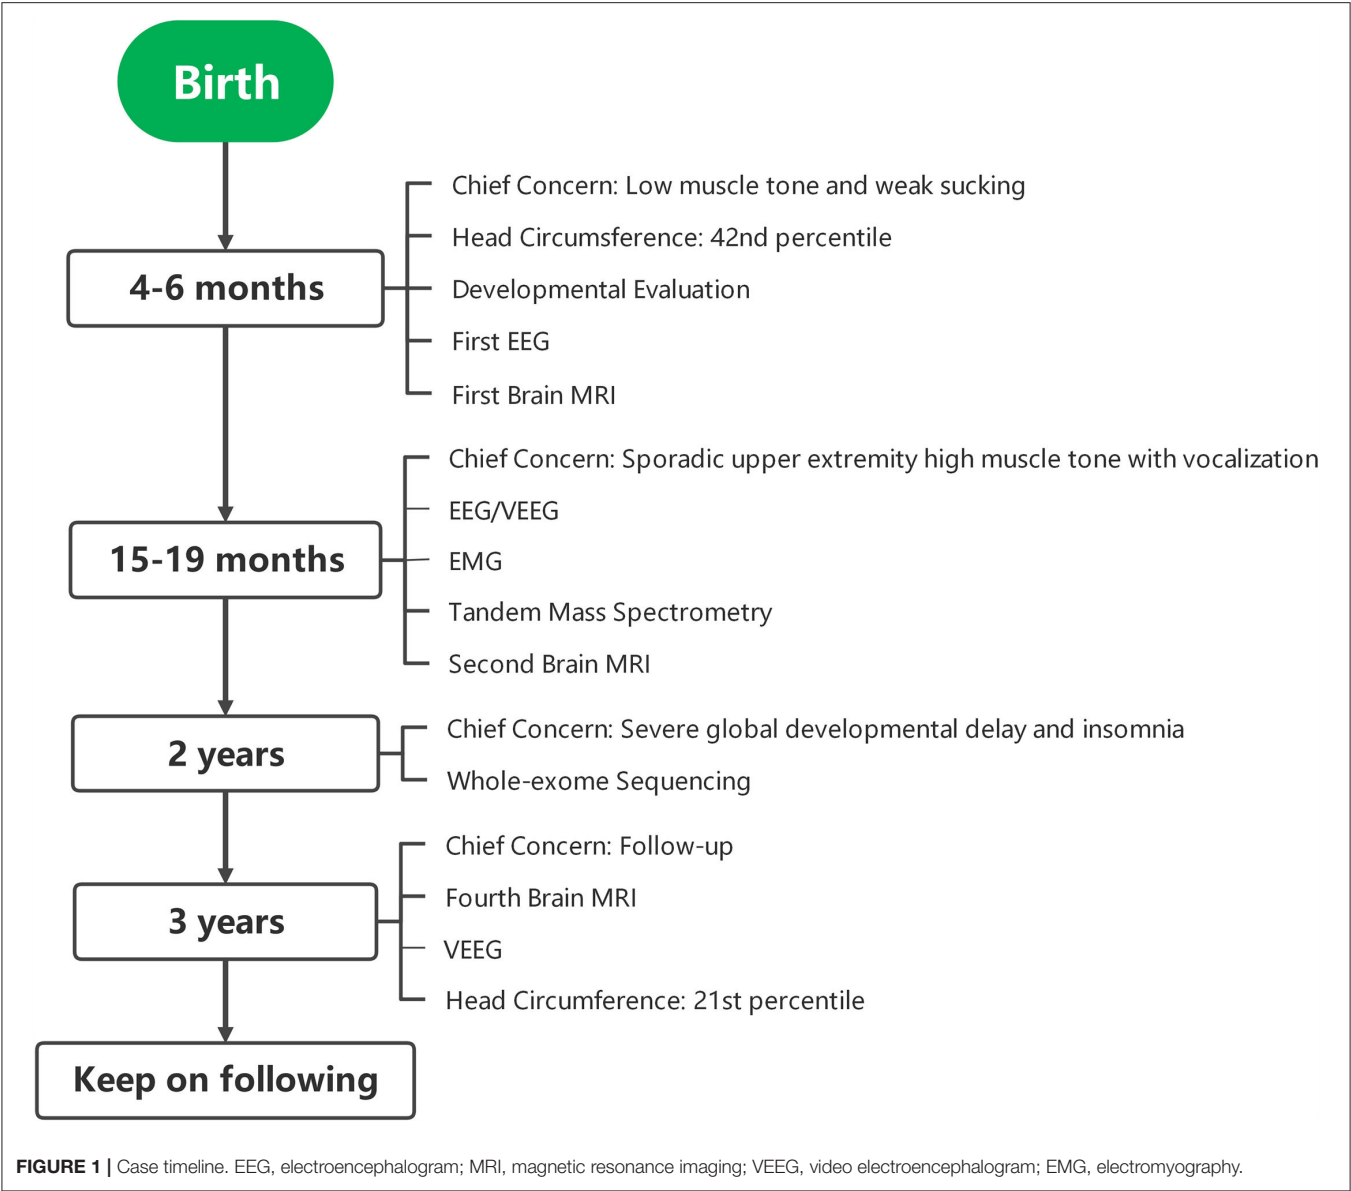 Birth
4-6 months
Chief Concern: Low muscle tone and weak sucking
Head Circumsference: 42nd percentile
Developmental Evaluation
First EEG
First Brain MRI
15-19 months
Chief Concern: Sporadic upper extremity high muscle tone with vocalization
EEG/VEEG
EMG
Tandem Mass Spectrometry
Second Brain MRI
2 years
Chief Concern: Severe global developmental delay and insomnia
Whole-exome Sequencing
3 years
Chief Concern: Follow-up
Fourth Brain MRI
VEEG
Head Circumference: 21st percentile
Keep on following
FIGURE 1 | Case timeline. EEG, electroencephalogram; MRI, magnetic resonance imaging; VEEG, video electroencephalogram; EMG, electromyography.